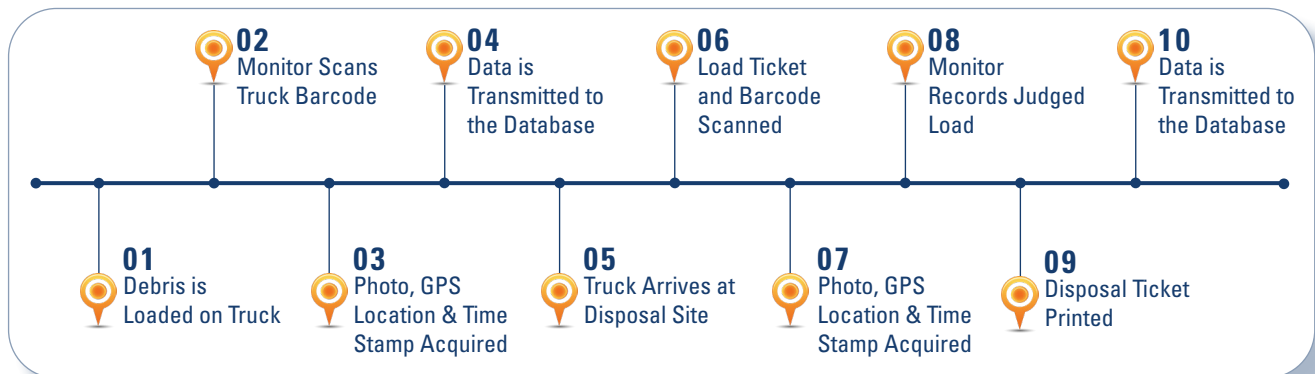 01
Debris is
Loaded on Truck
02
Monitor Scans
Truck Barcode
03
Photo, GPS
Location & Time
Stamp Acquired
04
Data is
Transmitted to
the Database
05
Truck Arrives at
Disposal Site
06
Load Ticket
and Barcode
Scanned
07
Photo, GPS
Location & Time
Stamp Acquired
08
Monitor
Records Judged
Load
09
Disposal Ticket
Printed
10
Data is
Transmitted to
the Database